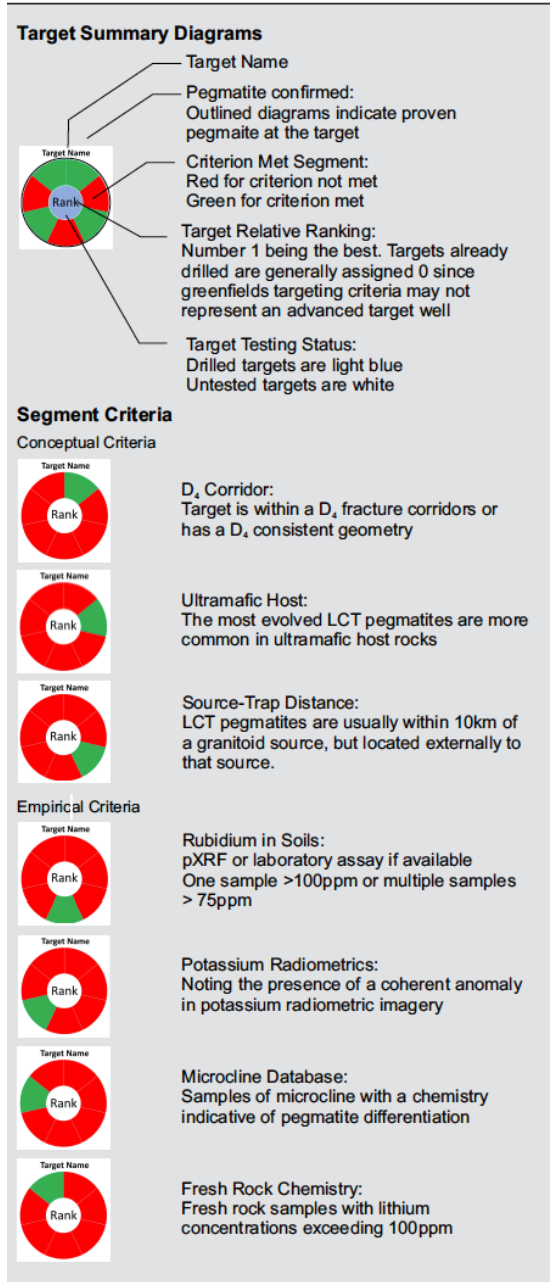 Target Summary Diagrams
Target Name
Pegmatite confirmed:
Outlined diagrams indicate proven
pegmaite at the target
Target Name
Rank
Criterion Met Segment:
Red for criterion not met
Green for criterion met
Target Relative Ranking:
Number 1 being the best. Targets already
drilled are generally assigned 0 since
greenfields targeting criteria may not
represent an advanced target well
Target Testing Status:
Drilled targets are light blue
Untested targets are white
Segment Criteria
Conceptual Criteria
Target Name
Rank
D₄ Corridor:
Target is within a D₄ fracture corridors or
has a D₄ consistent geometry
Target Name
Rank
Ultramafic Host:
The most evolved LCT pegmatites are more
common in ultramafic host rocks
Target Name
Rank
Source-Trap Distance:
LCT pegmatites are usually within 10km of
a granitoid source, but located externally to
that source.
Empirical Criteria
Target Name
Rank
Rubidium in Soils:
pXRF or laboratory assay if available
One sample >100ppm or multiple samples
> 75ppm
Target Name
Rank
Potassium Radiometrics:
Noting the presence of a coherent anomaly
in potassium radiometric imagery
Target Name
Rank
Microcline Database:
Samples of microcline with a chemistry
indicative of pegmatite differentiation
Target Name
Rank
Fresh Rock Chemistry:
Fresh rock samples with lithium
concentrations exceeding 100ppm